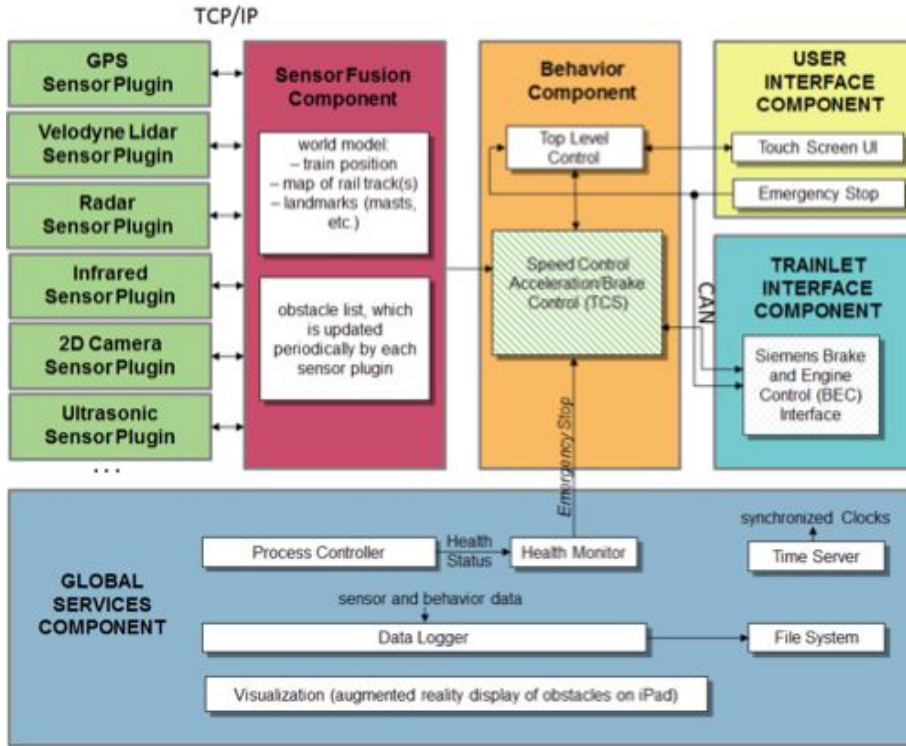 TCP/IP
GPS
Sensor Plugin
Velodyne Lidar
Sensor Plugin
Radar
Sensor Plugin
Infrared
Sensor Plugin
2D Camera
Sensor Plugin
Ultrasonic
Sensor Plugin
...
Sensor Fusion
Component
world model:
– train position
– map of rail track(s)
– landmarks (masts,
etc.)
obstacle list, which
is updated
periodically by each
sensor plugin
Behavior
Component
Top Level
Control
Speed Control
Acceleration/Brake
Control (TCS)
Emergency Stop
USER
INTERFACE
COMPONENT
Touch Screen UI
Emergency Stop
CAN
TRAINLET
INTERFACE
COMPONENT
Siemens Brake
and Engine
Control (BEC)
Interface
GLOBAL
SERVICES
COMPONENT
Process Controller
Health
Status
Health Monitor
synchronized Clocks
Time Server
sensor and behavior data
Data Logger
File System
Visualization (augmented reality display of obstacles on iPad)